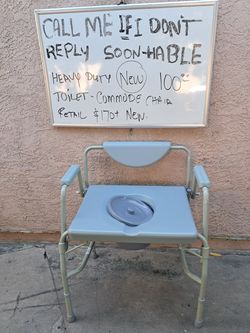 CALL ME IF I DON'T
REPLY SOON-HABLE
HEAVY DUTY (NEW) 100
TOILET-COMMODE CHAIR
RETAIL $170+ NEW.